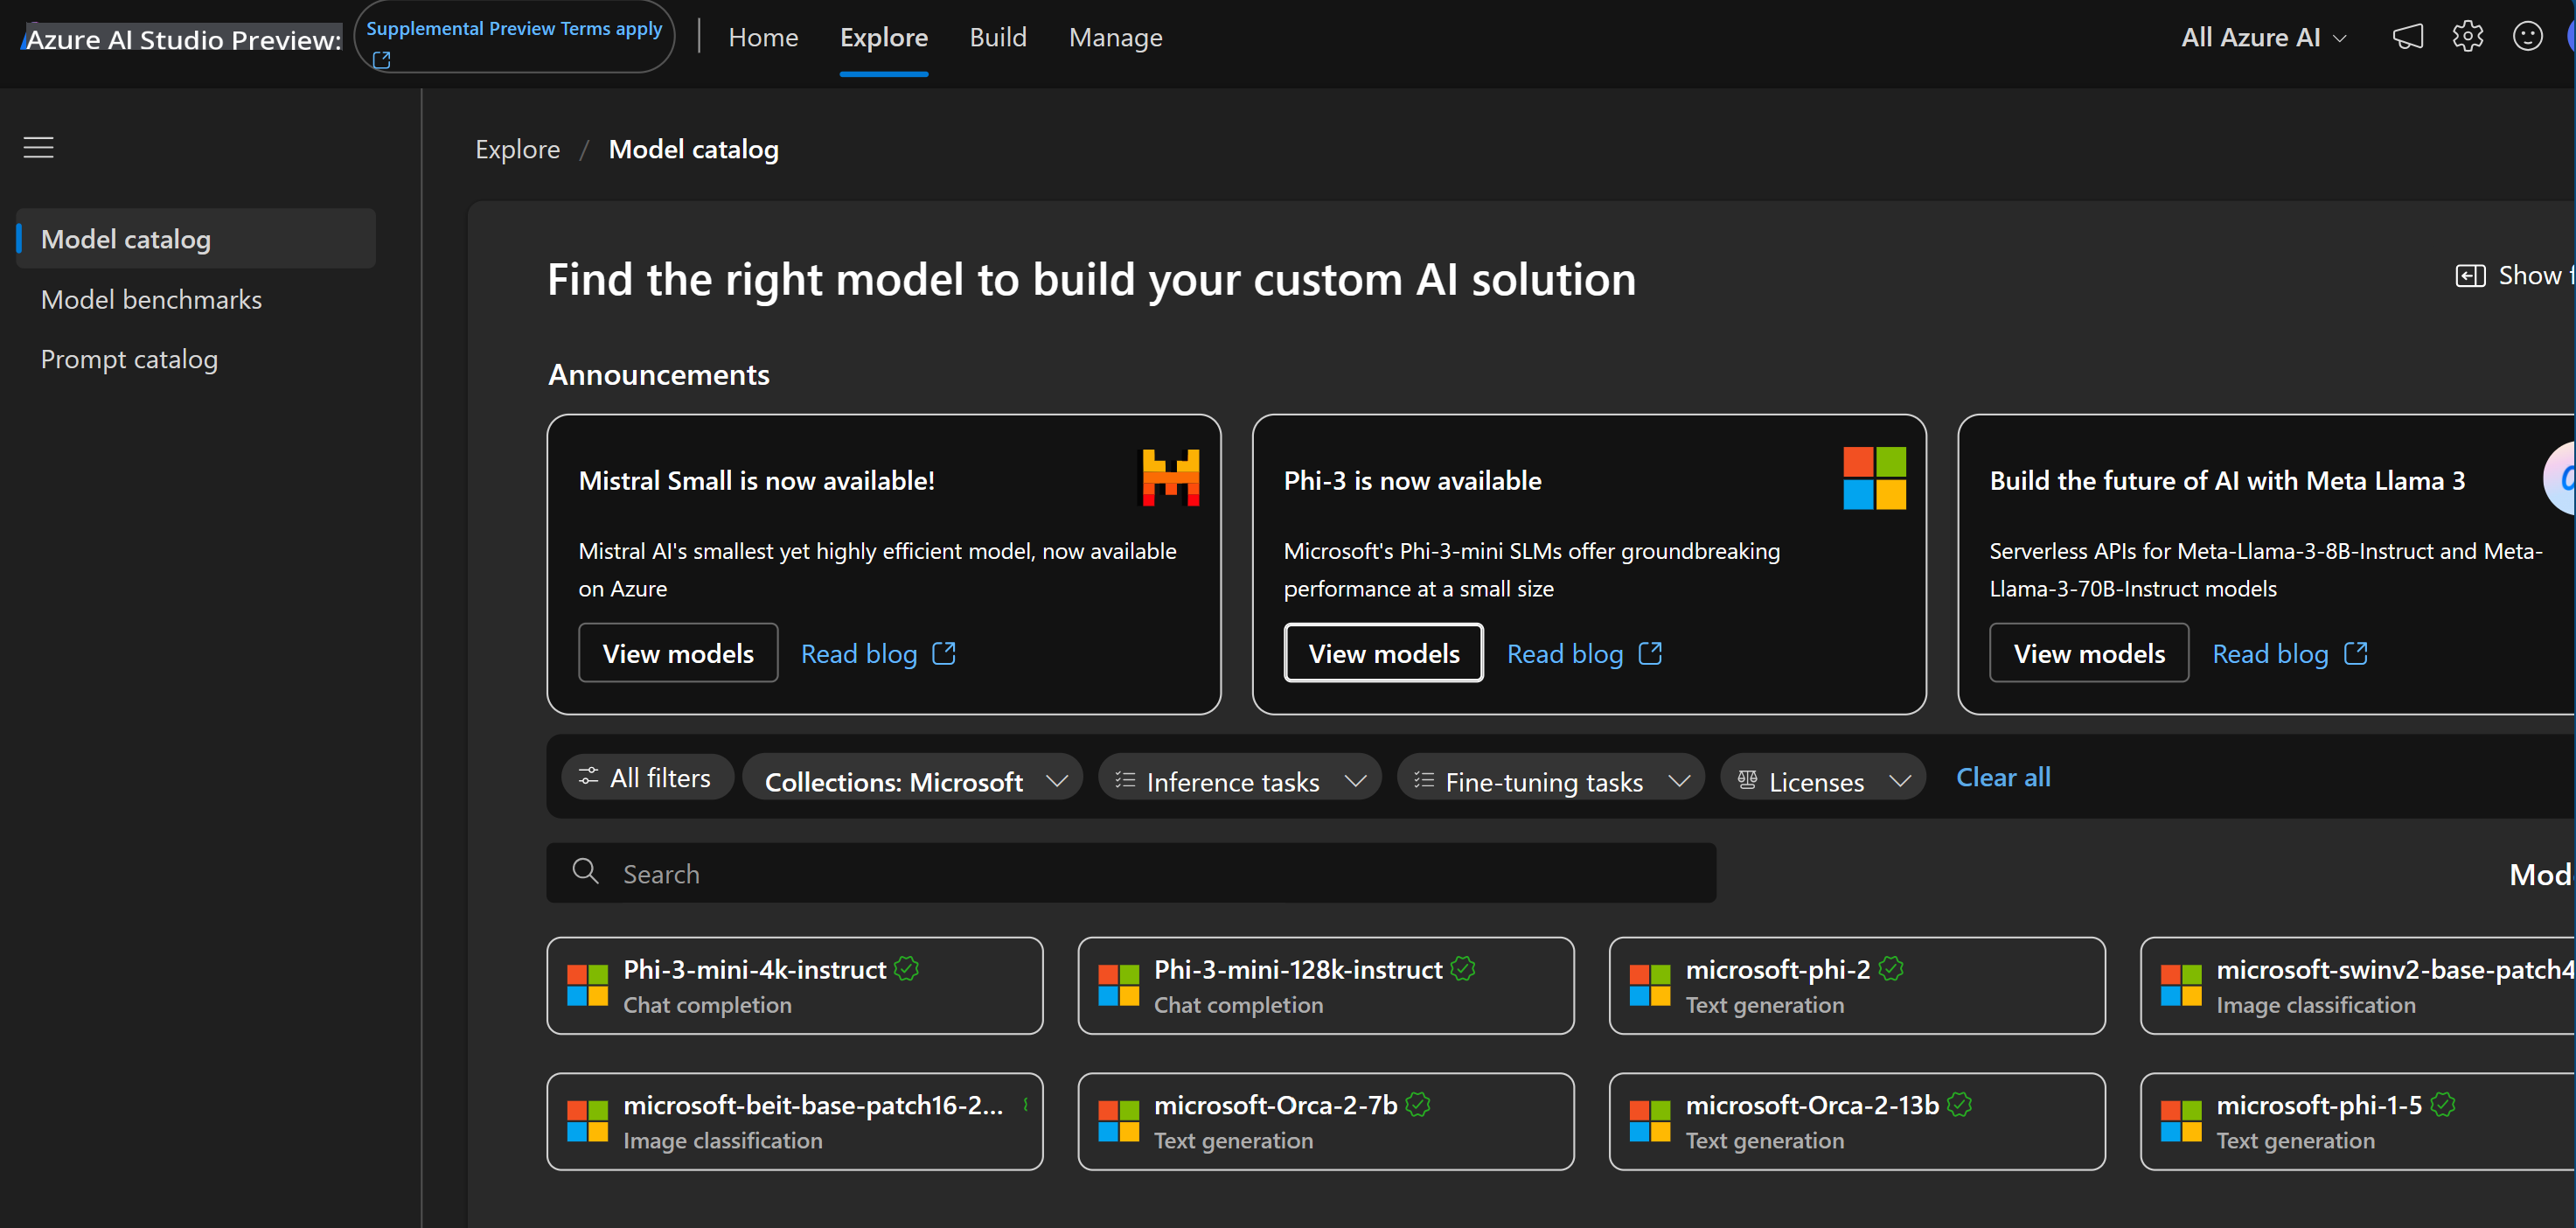 Azure AI Studio Preview:
Supplemental Preview Terms apply
Home
Explore
Build
Manage
All Azure AI
Explore / Model catalog
Model catalog
Model benchmarks
Prompt catalog
Find the right model to build your custom AI solution
Show
Announcements
Mistral Small is now available!
Mistral AI's smallest yet highly efficient model, now available
on Azure
View models
Read blog
Phi-3 is now available
Microsoft's Phi-3-mini SLMs offer groundbreaking
performance at a small size
View models
Read blog
Build the future of AI with Meta Llama 3
Serverless APIs for Meta-Llama-3-8B-Instruct and Meta-
Llama-3-70B-Instruct models
View models
Read blog
All filters
Collections: Microsoft
Inference tasks
Fine-tuning tasks
Licenses
Clear all
Search
Phi-3-mini-4k-instruct
Chat completion
Phi-3-mini-128k-instruct
Chat completion
microsoft-phi-2
Text generation
microsoft-swinv2-base-patch4
Image classification
microsoft-beit-base-patch16-2...
Image classification
microsoft-Orca-2-7b
Text generation
microsoft-Orca-2-13b
Text generation
microsoft-phi-1-5
Text generation